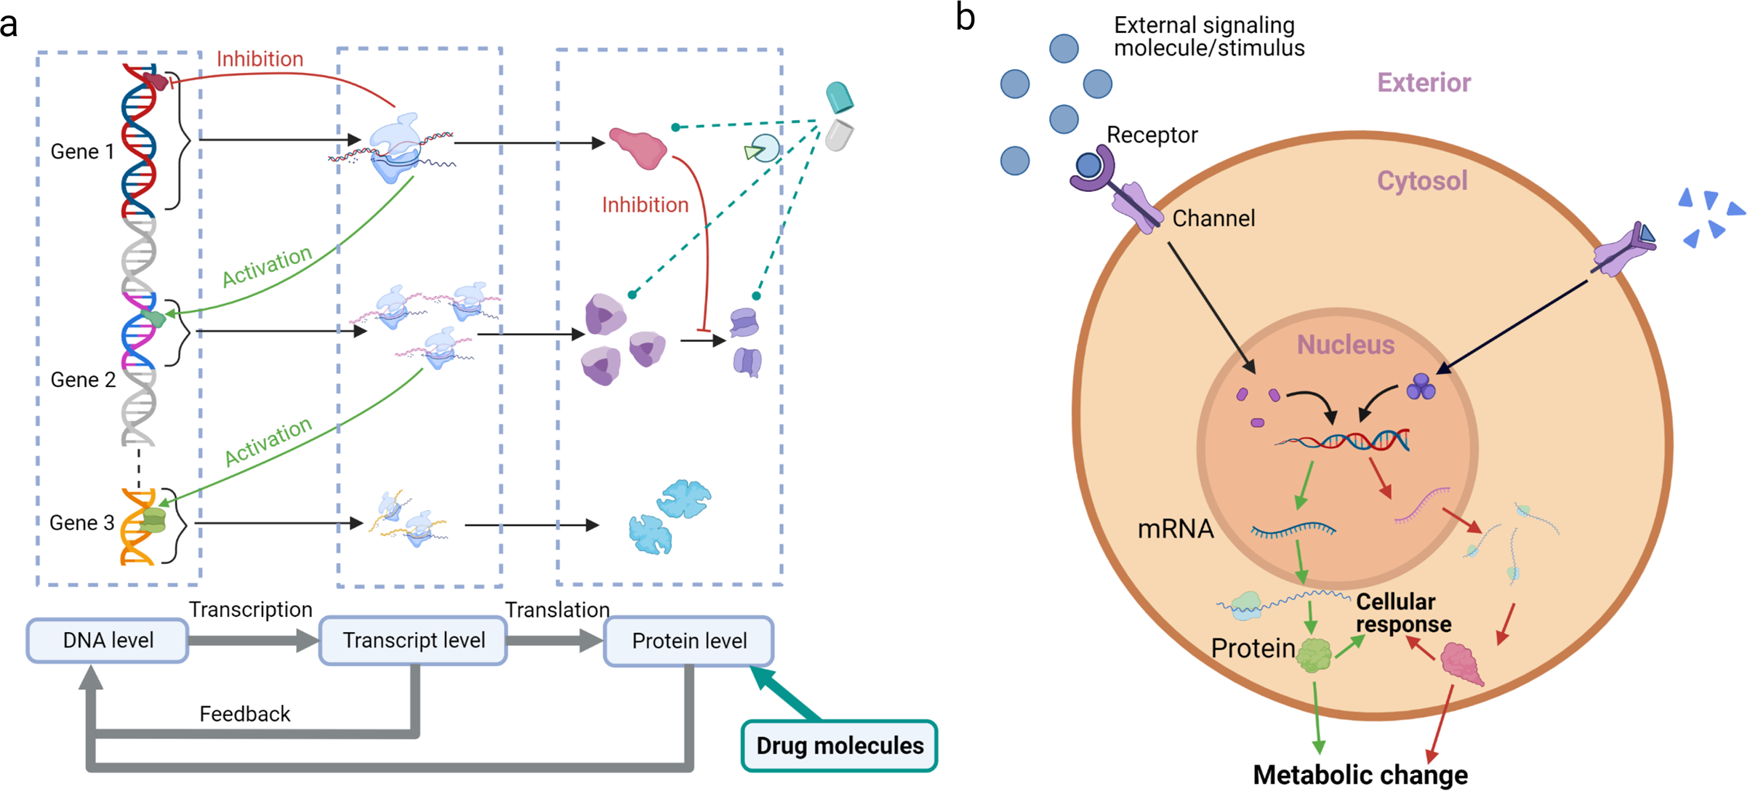 a
Inhibition
Gene 1
Activation
Inhibition
Gene 2
Activation
Gene 3
Transcription
Translation
DNA level
Transcript level
Protein level
Feedback
Drug molecules
b
External signaling
molecule/stimulus
Exterior
Receptor
Cytosol
Channel
Nucleus
mRNA
Cellular
response
Protein
Metabolic change